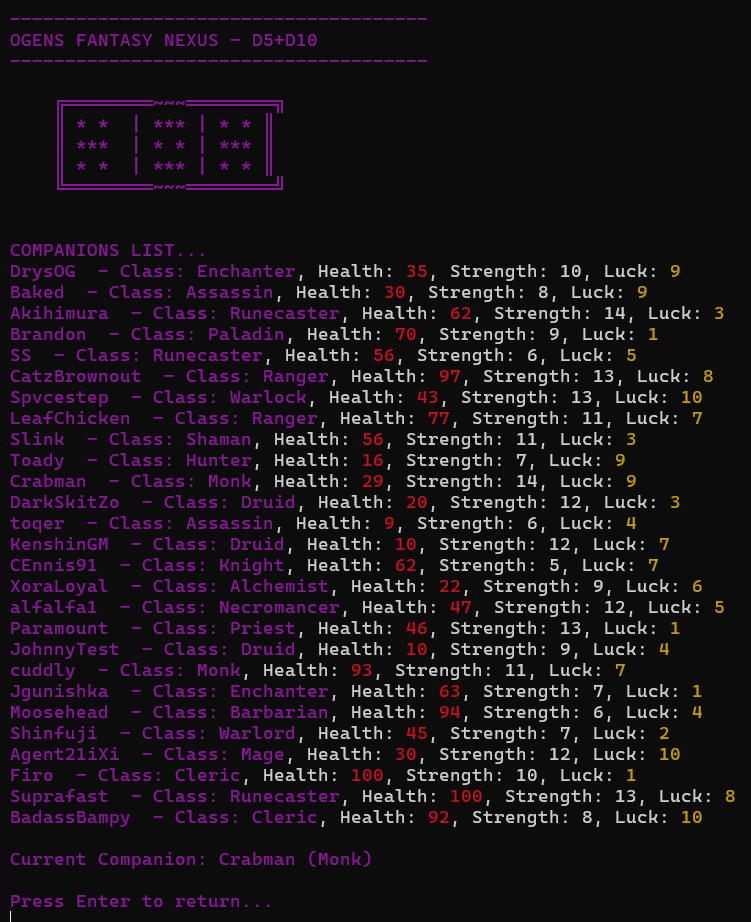 --------------------------------------
OGENS FANTASY NEXUS - D5+D10
--------------------------------------
╔════════~~~════════╗
║ * *  | *** | * * ║
║ ***  | * * | *** ║
║ * *  | *** | * * ║
╚════════~~~════════╝
COMPANIONS LIST...
DrysOG  - Class: Enchanter, Health: 35, Strength: 10, Luck: 9
Baked  - Class: Assassin, Health: 30, Strength: 8, Luck: 9
Akihimura  - Class: Runecaster, Health: 62, Strength: 14, Luck: 3
Brandon  - Class: Paladin, Health: 70, Strength: 9, Luck: 1
SS  - Class: Runecaster, Health: 56, Strength: 6, Luck: 5
CatzBrownout  - Class: Ranger, Health: 97, Strength: 13, Luck: 8
Spvcestep  - Class: Warlock, Health: 43, Strength: 13, Luck: 10
LeafChicken  - Class: Ranger, Health: 77, Strength: 11, Luck: 7
Slink  - Class: Shaman, Health: 56, Strength: 11, Luck: 3
Toady  - Class: Hunter, Health: 16, Strength: 7, Luck: 9
Crabman  - Class: Monk, Health: 29, Strength: 14, Luck: 9
DarkSkitZo  - Class: Druid, Health: 20, Strength: 12, Luck: 3
toqer  - Class: Assassin, Health: 9, Strength: 6, Luck: 4
KenshinGM  - Class: Druid, Health: 10, Strength: 12, Luck: 7
CEnnis91  - Class: Knight, Health: 62, Strength: 5, Luck: 7
XoraLoyal  - Class: Alchemist, Health: 22, Strength: 9, Luck: 6
alfalfa1  - Class: Necromancer, Health: 47, Strength: 12, Luck: 5
Paramount  - Class: Priest, Health: 46, Strength: 13, Luck: 1
JohnnyTest  - Class: Druid, Health: 10, Strength: 9, Luck: 4
cuddly  - Class: Monk, Health: 93, Strength: 11, Luck: 7
Jgunishka  - Class: Enchanter, Health: 63, Strength: 7, Luck: 1
Moosehead  - Class: Barbarian, Health: 94, Strength: 6, Luck: 4
Shinfuji  - Class: Warlord, Health: 45, Strength: 7, Luck: 2
Agent21iXi  - Class: Mage, Health: 30, Strength: 12, Luck: 10
Firo  - Class: Cleric, Health: 100, Strength: 10, Luck: 1
Suprafast  - Class: Runecaster, Health: 100, Strength: 13, Luck: 8
BadassBampy  - Class: Cleric, Health: 92, Strength: 8, Luck: 10
Current Companion: Crabman (Monk)
Press Enter to return...